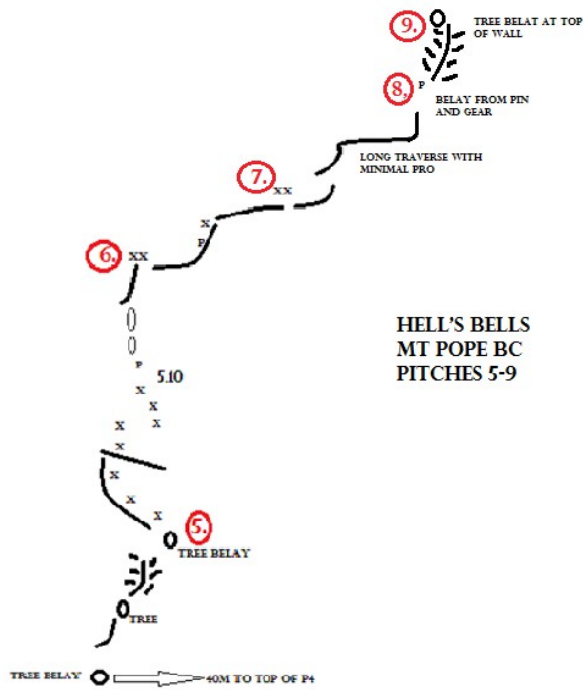 9.
TREE BELAT AT TOP
OF WALL
8,
P
BELAY FROM PIN
AND GEAR
LONG TRAVERSE WITH
MINIMAL PRO
7.
XX
X
P
6.
XX
HELL'S BELLS
MT POPE BC
PITCHES 5-9
P
5.10
X
X
X
X
X
X
X
X
5.
TREE BELAY
TREE
TREE BELAY
40M TO TOP OF P4